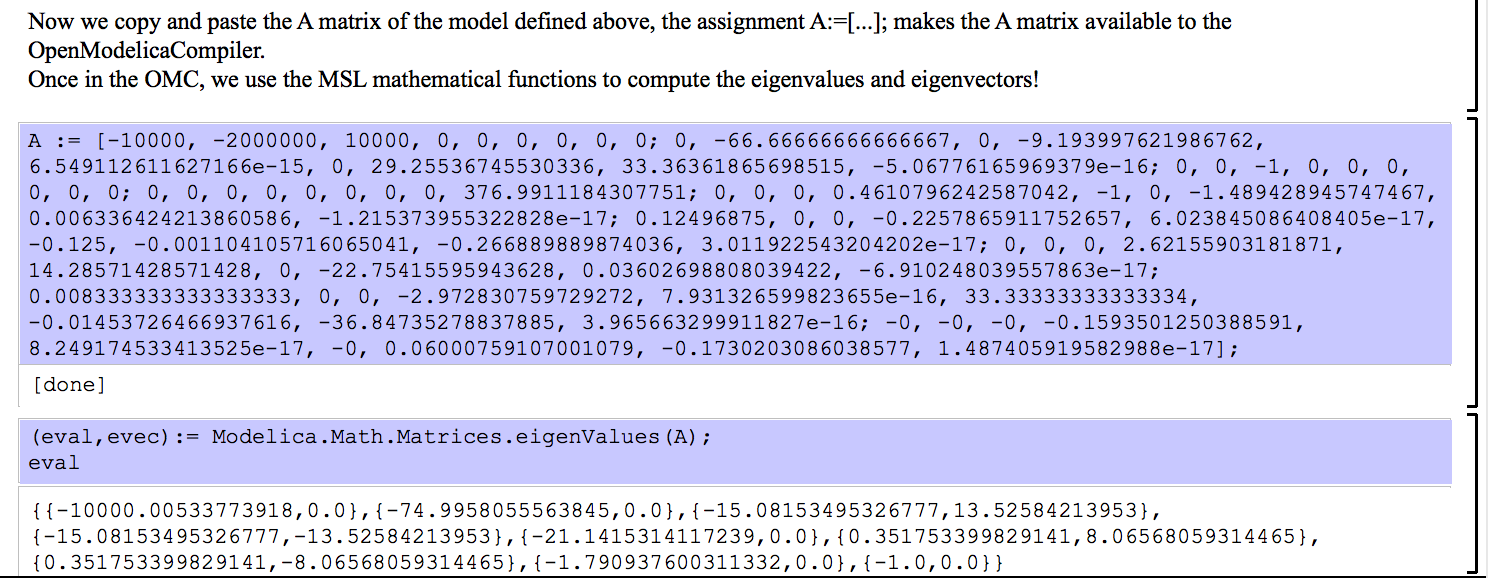 Now we copy and paste the A matrix of the model defined above, the assignment A:=[...]; makes the A matrix available to the
OpenModelicaCompiler.
Once in the OMC, we use the MSL mathematical functions to compute the eigenvalues and eigenvectors!
A := [-10000, -2000000, 10000, 0, 0, 0, 0, 0, 0; 0, -66.66666666666667, 0, -9.193997621986762,
6.549112611627166e-15, 0, 29.25536745530336, 33.36361865698515, -5.06776165969379e-16; 0, 0, -1, 0, 0, 0,
0, 0, 0; 0, 0, 0, 0, 0, 0, 0, 0, 376.9911184307751; 0, 0, 0, 0.4610796242587042, -1, 0, -1.489428945747467,
0.006336424213860586, -1.215373955322828e-17; 0.12496875, 0, 0, -0.2257865911752657, 6.023845086408405e-17,
-0.125, -0.001104105716065041, -0.266889889874036, 3.011922543204202e-17; 0, 0, 0, 2.62155903181871,
14.28571428571428, 0, -22.75415595943628, 0.03602698808039422, -6.910248039557863e-17;
0.008333333333333333, 0, 0, -2.972830759729272, 7.931326599823655e-16, 33.33333333333334,
-0.01453726466937616, -36.84735278837885, 3.965663299911827e-16; -0, -0, -0, -0.1593501250388591,
8.249174533413525e-17, -0, 0.06000759107001079, -0.1730203086038577, 1.487405919582988e-17];
[done]
(eval,evec):= Modelica.Math.Matrices.eigenValues(A);
eval
{{-10000.00533773918,0.0},{-74.9958055563845,0.0},{-15.08153495326777,13.52584213953},
{-15.08153495326777,-13.52584213953},{-21.1415314117239,0.0},{0.351753399829141,8.06568059314465},
{0.351753399829141,-8.06568059314465},{-1.790937600311332,0.0},{-1.0,0.0}}